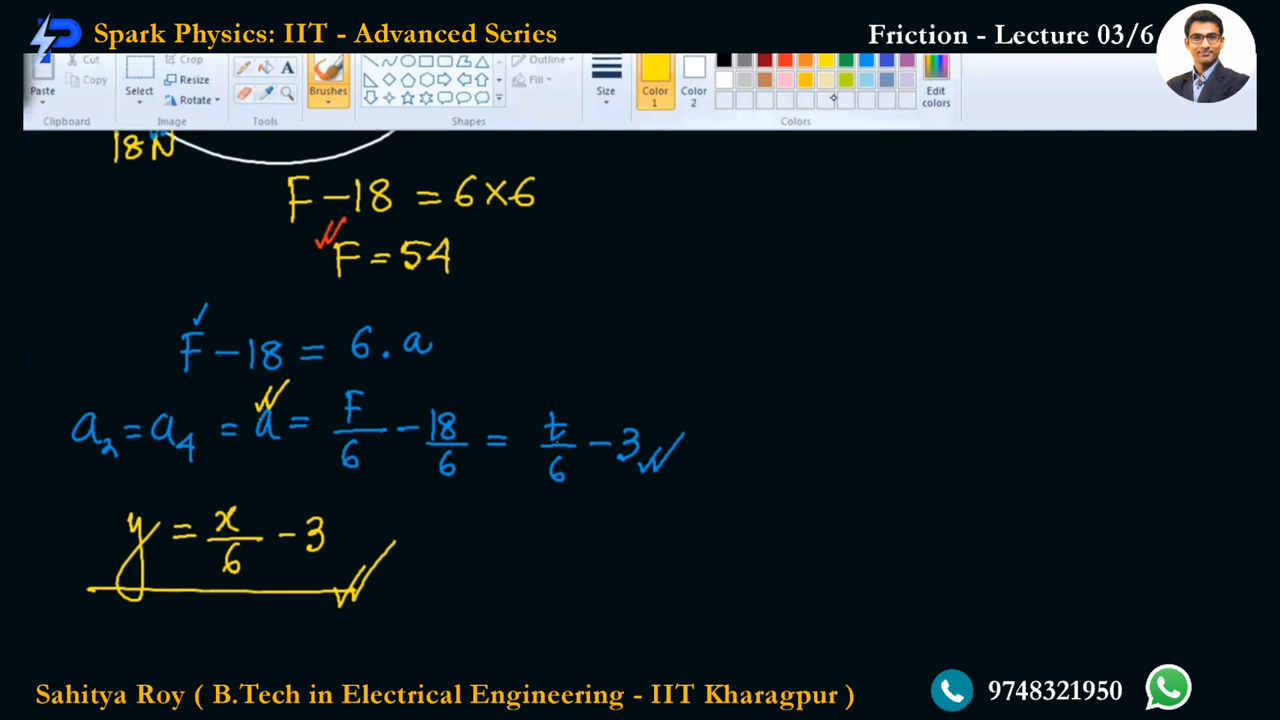 Spark Physics: IIT - Advanced Series
Friction - Lecture 03/6
Paste
Cut
Copy
Clipboard
Select
Crop
Resize
Rotate
Image
A
Tools
Brushes
Outline
Fill
Shapes
Size
Color 1
Color 2
Edit colors
Colors
18N
F - 18 = 6 × 6
F = 54
F - 18 = 6 . a
a₂ = a₄ = a = F/6 - 18/6 = t/6 - 3
y = x/6 - 3
Sahitya Roy ( B.Tech in Electrical Engineering - IIT Kharagpur )
9748321950